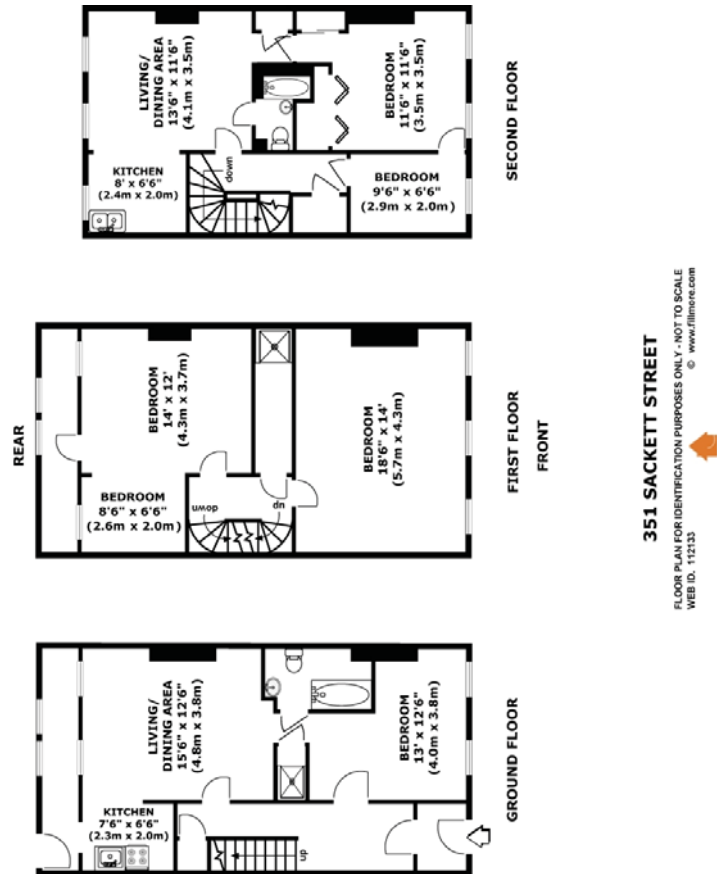 LIVING/
DINING AREA
13'6" x 11'6"
(4.1m x 3.5m)
BEDROOM
11'6" x 11'6"
(3.5m x 3.5m)
KITCHEN
8' x 6'6"
(2.4m x 2.0m)
down
BEDROOM
9'6" x 6'6"
(2.9m x 2.0m)
SECOND FLOOR
REAR
BEDROOM
14' x 12'
(4.3m x 3.7m)
BEDROOM
18'6" x 14'
(5.7m x 4.3m)
BEDROOM
8'6" x 6'6"
(2.6m x 2.0m)
down
up
FIRST FLOOR
FRONT
LIVING/
DINING AREA
15'6" x 12'6"
(4.8m x 3.8m)
BEDROOM
13' x 12'6"
(4.0m x 3.8m)
KITCHEN
7'6" x 6'6"
(2.3m x 2.0m)
up
GROUND FLOOR
351 SACKETT STREET
FLOOR PLAN FOR IDENTIFICATION PURPOSES ONLY - NOT TO SCALE
WEB ID. 112133 © www.fillmore.com